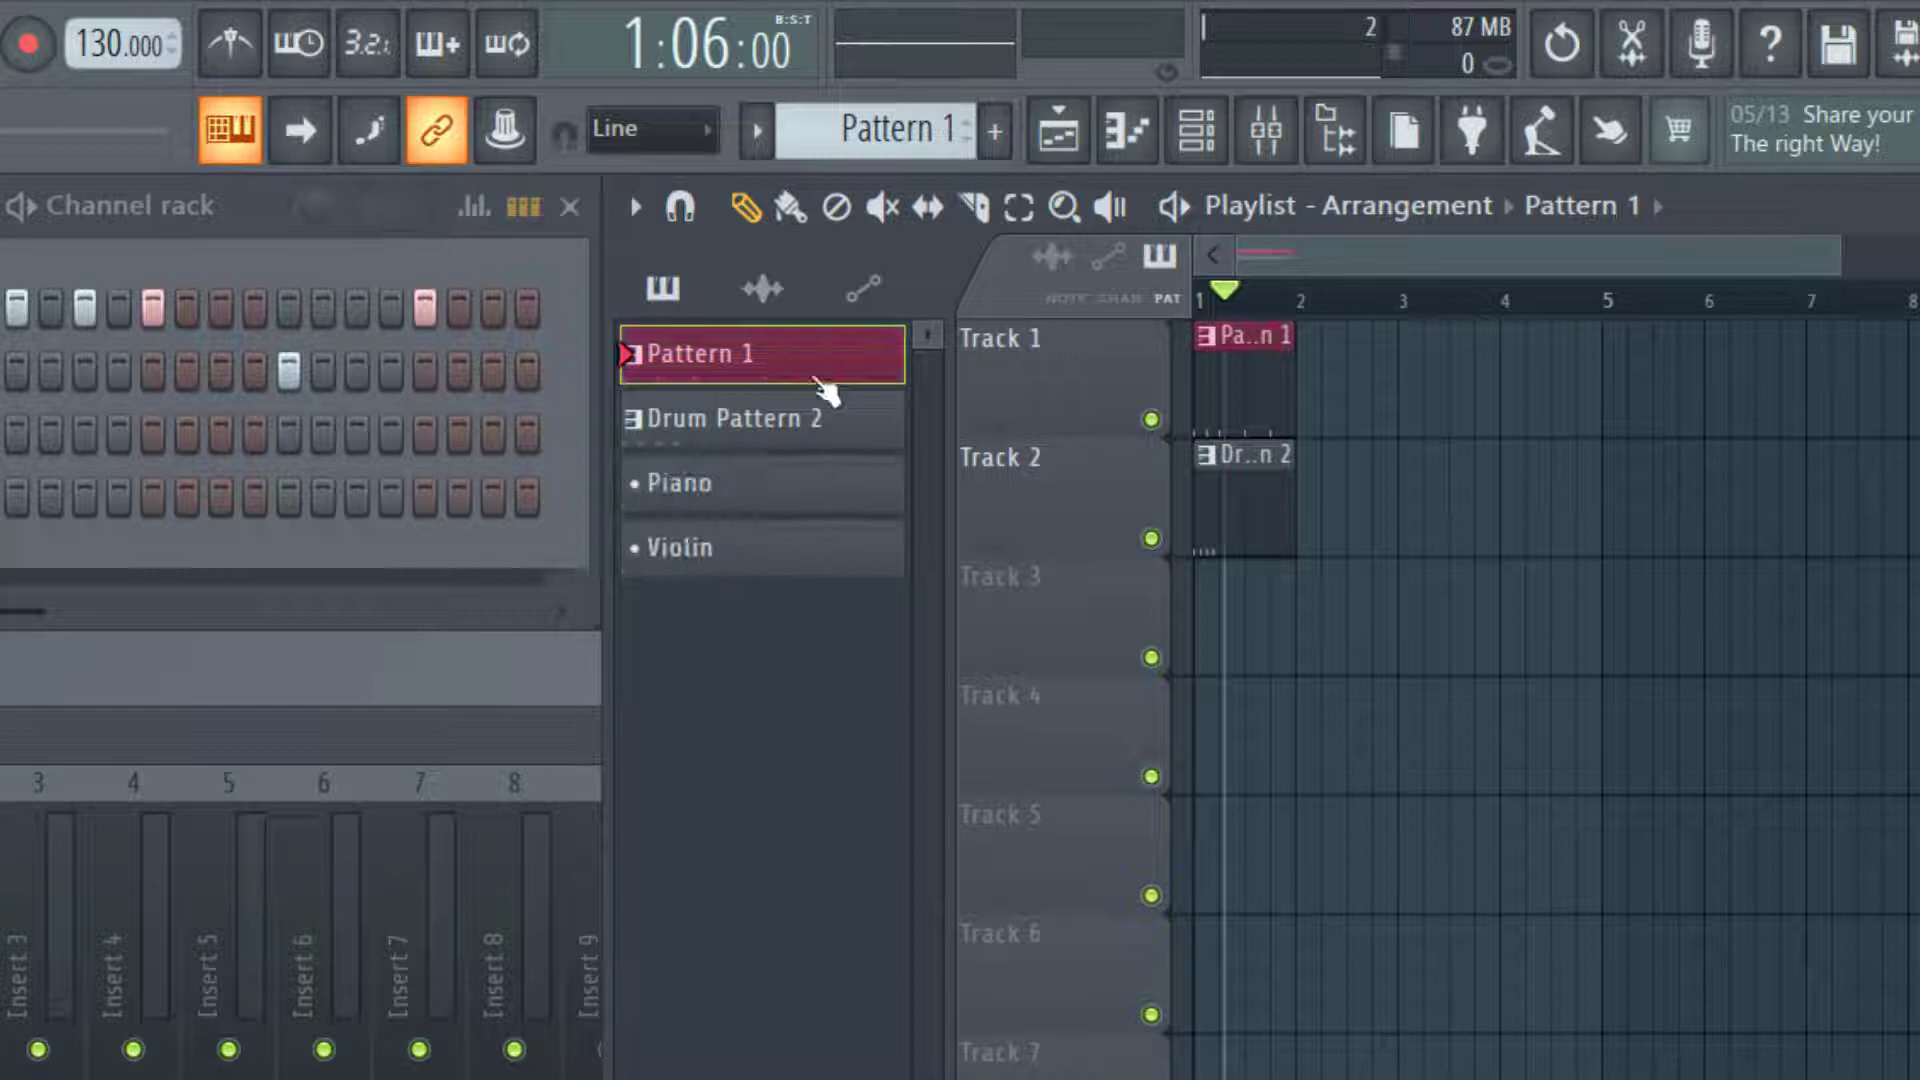 130.000
3.2.
1:06:00
B:S:T
2
87 MB
0
Line
Pattern 1
+
05/13 Share your
The right Way!
Channel rack
Playlist - Arrangement
Pattern 1
NOTE CHAN PAT
1 2 3 4 5 6 7 8
Pattern 1
Drum Pattern 2
Piano
Violin
Track 1
Pa..n 1
Track 2
Dr..n 2
Track 3
Track 4
Track 5
Track 6
Track 7
3 4 5 6 7 8
Insert 3
Insert 4
Insert 5
Insert 6
Insert 7
Insert 8
Insert 9